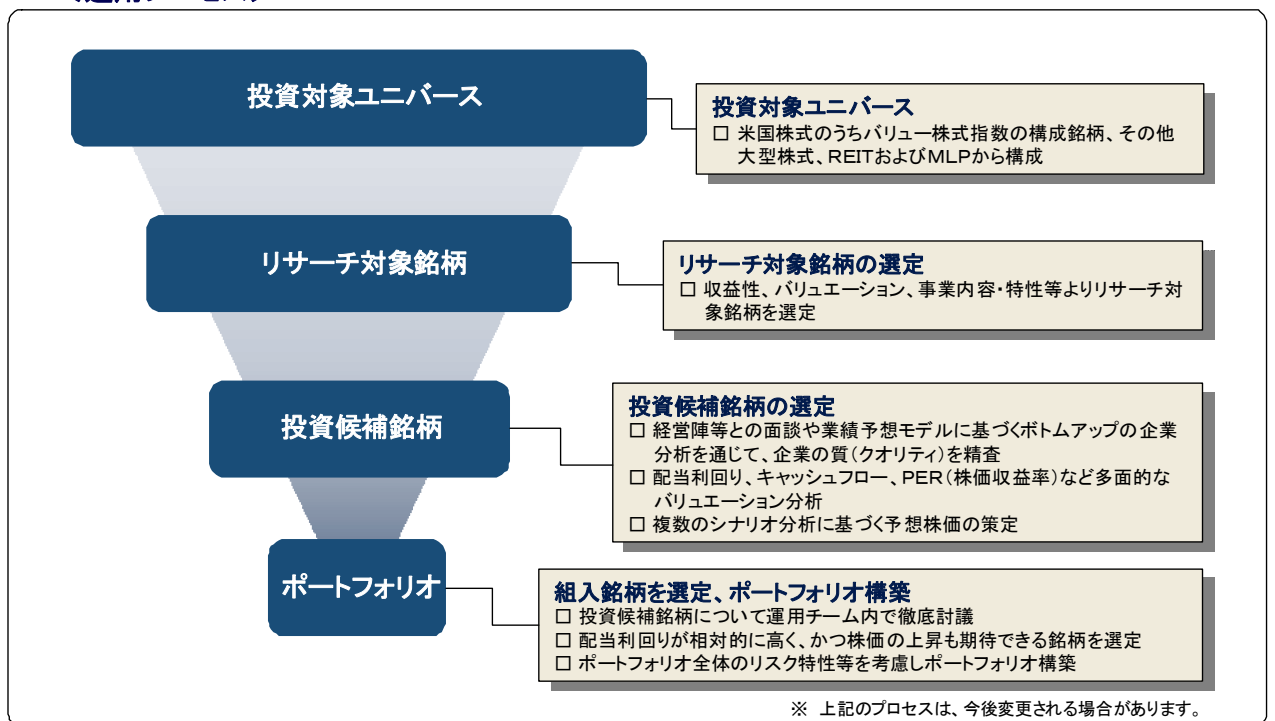 投資対象ユニバース
投資対象ユニバース
□ 米国株式のうちバリュー株式指数の構成銘柄、その他
大型株式、REITおよびMLPから構成
リサーチ対象銘柄
リサーチ対象銘柄の選定
□ 収益性、バリュエーション、事業内容・特性等よりリサーチ対
象銘柄を選定
投資候補銘柄
投資候補銘柄の選定
□ 経営陣等との面談や業績予想モデルに基づくボトムアップの企業
分析を通じて、企業の質(クオリティ)を精査
□ 配当利回り、キャッシュフロー、PER(株価収益率)など多面的な
バリュエーション分析
□ 複数のシナリオ分析に基づく予想株価の策定
ポートフォリオ
組入銘柄を選定、ポートフォリオ構築
□ 投資候補銘柄について運用チーム内で徹底討議
□ 配当利回りが相対的に高く、かつ株価の上昇も期待できる銘柄を選定
□ ポートフォリオ全体のリスク特性等を考慮しポートフォリオ構築
※ 上記のプロセスは、今後変更される場合があります。